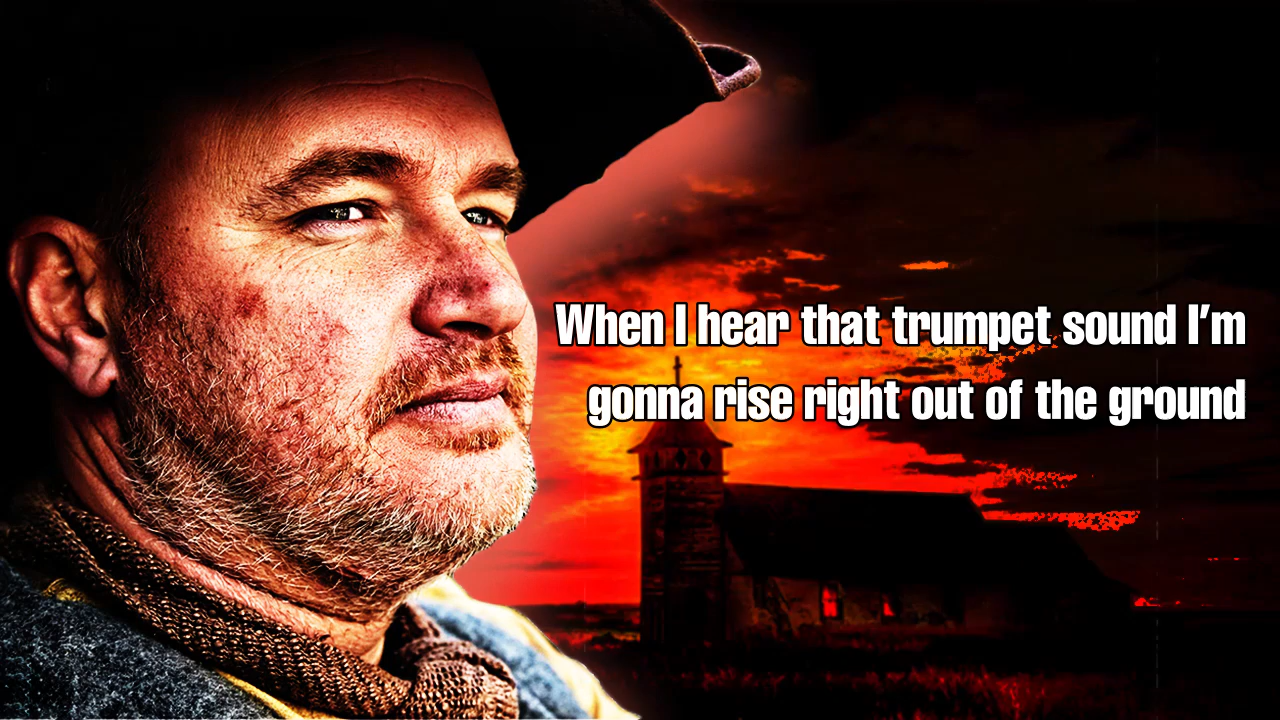 When I hear that trumpet sound I'm
gonna rise right out of the ground